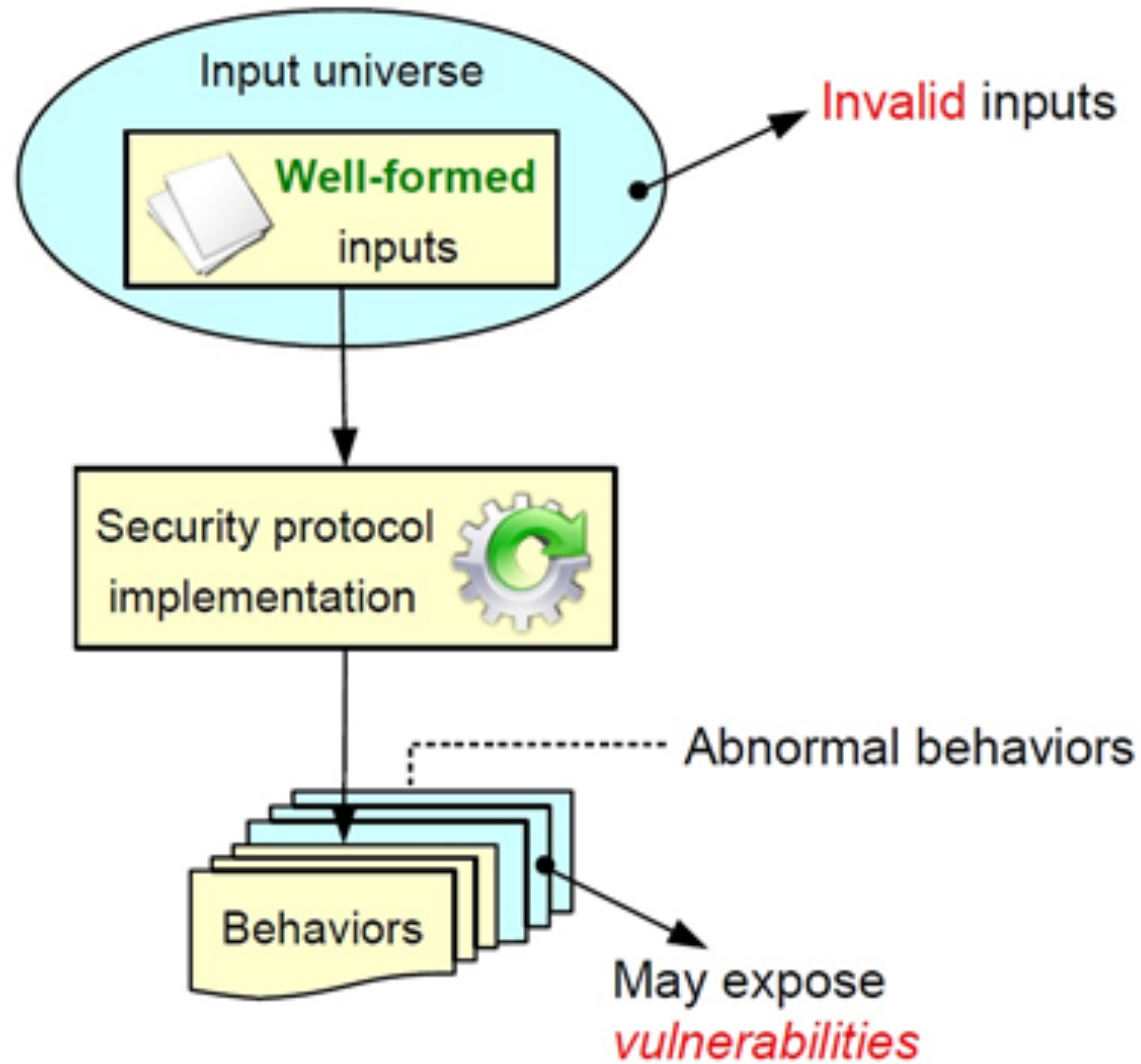 Input universe
Invalid inputs
Well-formed
inputs
Security protocol
implementation
Abnormal behaviors
Behaviors
May expose
vulnerabilities